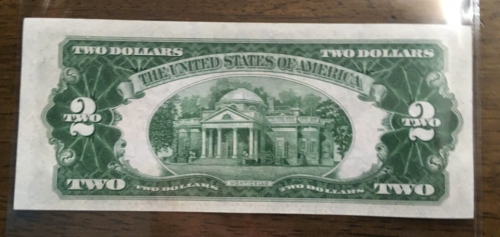 TWO DOLLARS TWO DOLLARS
THE UNITED STATES OF AMERICA
2 2
TWO TWO
MONTICELLO
TWO TWO DOLLARS TWO DOLLARS TWO